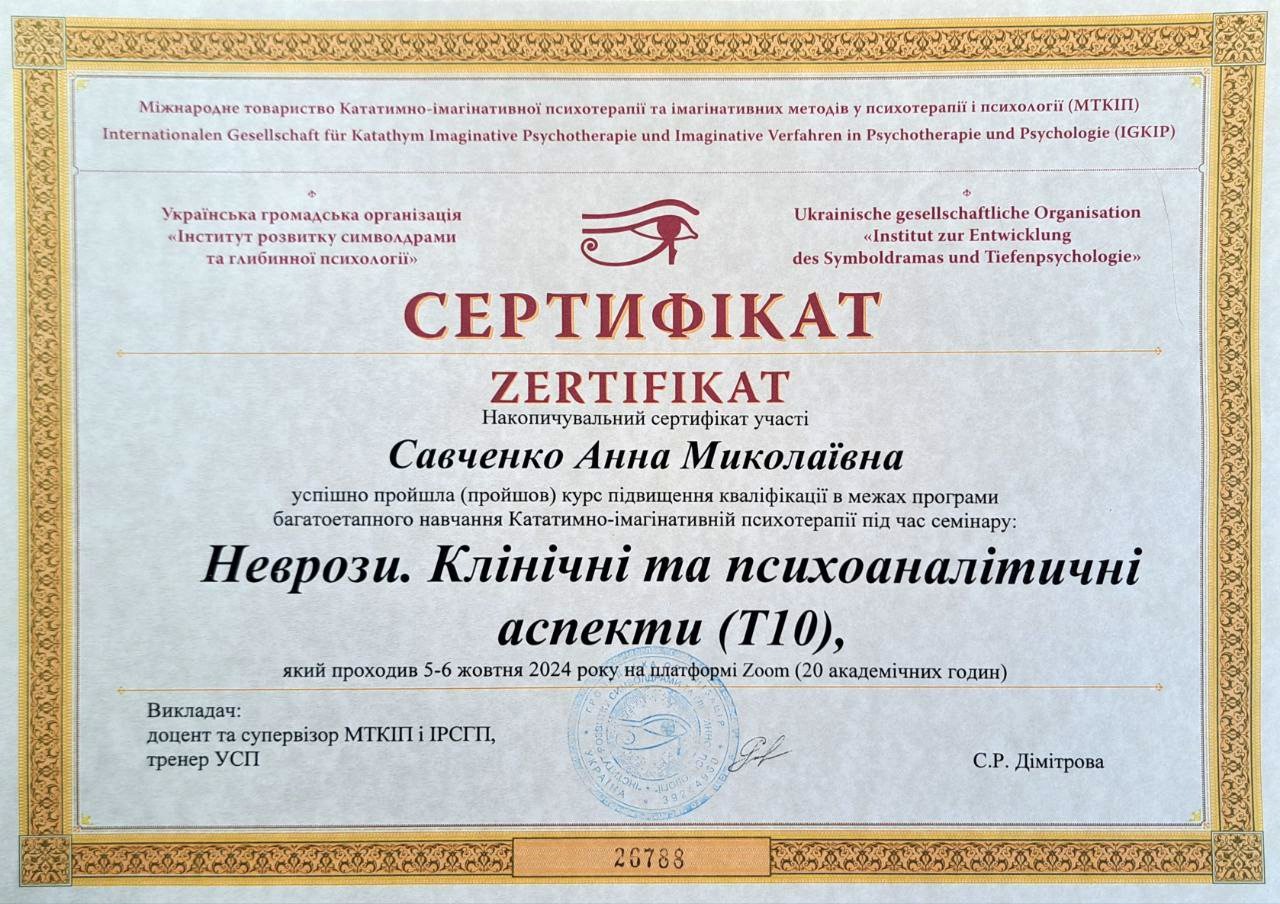 Міжнародне товариство Кататимно-імагінативної психотерапії та імагінативних методів у психотерапії і психології (МТКІП)
Internationalen Gesellschaft für Katathym Imaginative Psychotherapie und Imaginative Verfahren in Psychotherapie und Psychologie (IGKIP)
Українська громадська організація
«Інститут розвитку символдрами
та глибинної психології»
Ukrainische gesellschaftliche Organisation
«Institut zur Entwicklung
des Symboldramas und Tiefenpsychologie»
СЕРТИФІКАТ
ZERTIFIKAT
Накопичувальний сертифікат участі
Савченко Анна Миколаївна
успішно пройшла (пройшов) курс підвищення кваліфікації в межах програми
багатоетапного навчання Кататимно-імагінативній психотерапії під час семінару:
Неврози. Клінічні та психоаналітичні
аспекти (Т10),
який проходив 5-6 жовтня 2024 року на платформі Zoom (20 академічних годин)
Викладач:
доцент та супервізор МТКІП і ІРСГП,
тренер УСП
С.Р. Дімітрова
УКРАЇНА
26788